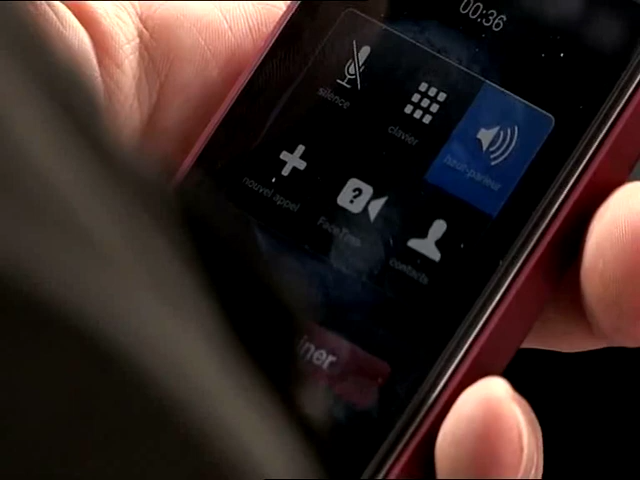 00:36
silence
clavier
haut-parleur
nouvel appel
FaceTime
contacts
iner